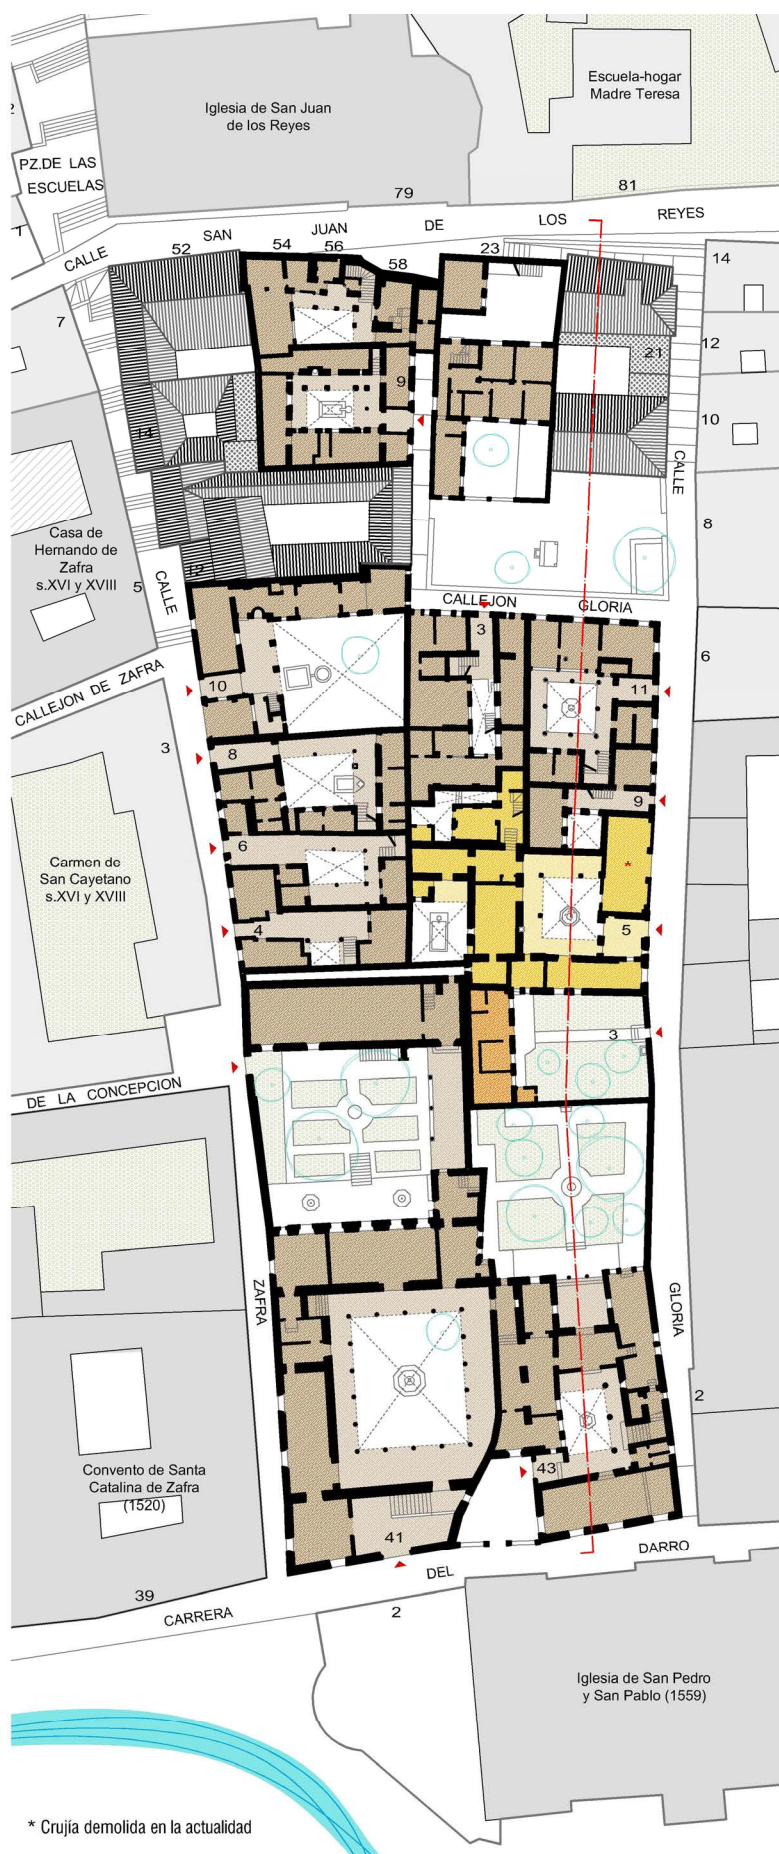 Iglesia de San Juan
de los Reyes
Escuela-hogar
Madre Teresa
2
PZ.DE LAS
ESCUELAS
79
81
1
CALLE
SAN
JUAN
DE
LOS
REYES
52
54
56
58
23
14
7
12
21
9
14
10
CALLE
8
Casa de
Hernando de
Zafra
s.XVI y XVIII
5
12
CALLE
CALLEJON
GLORIA
3
6
CALLEJON DE ZAFRA
10
11
3
8
9
6
*
Carmen de
San Cayetano
s.XVI y XVIII
4
5
3
DE LA CONCEPCION
ZAFRA
GLORIA
2
Convento de Santa
Catalina de Zafra
(1520)
43
41
39
CARRERA
DEL
DARRO
2
Iglesia de San Pedro
y San Pablo (1559)
* Crujía demolida en la actualidad